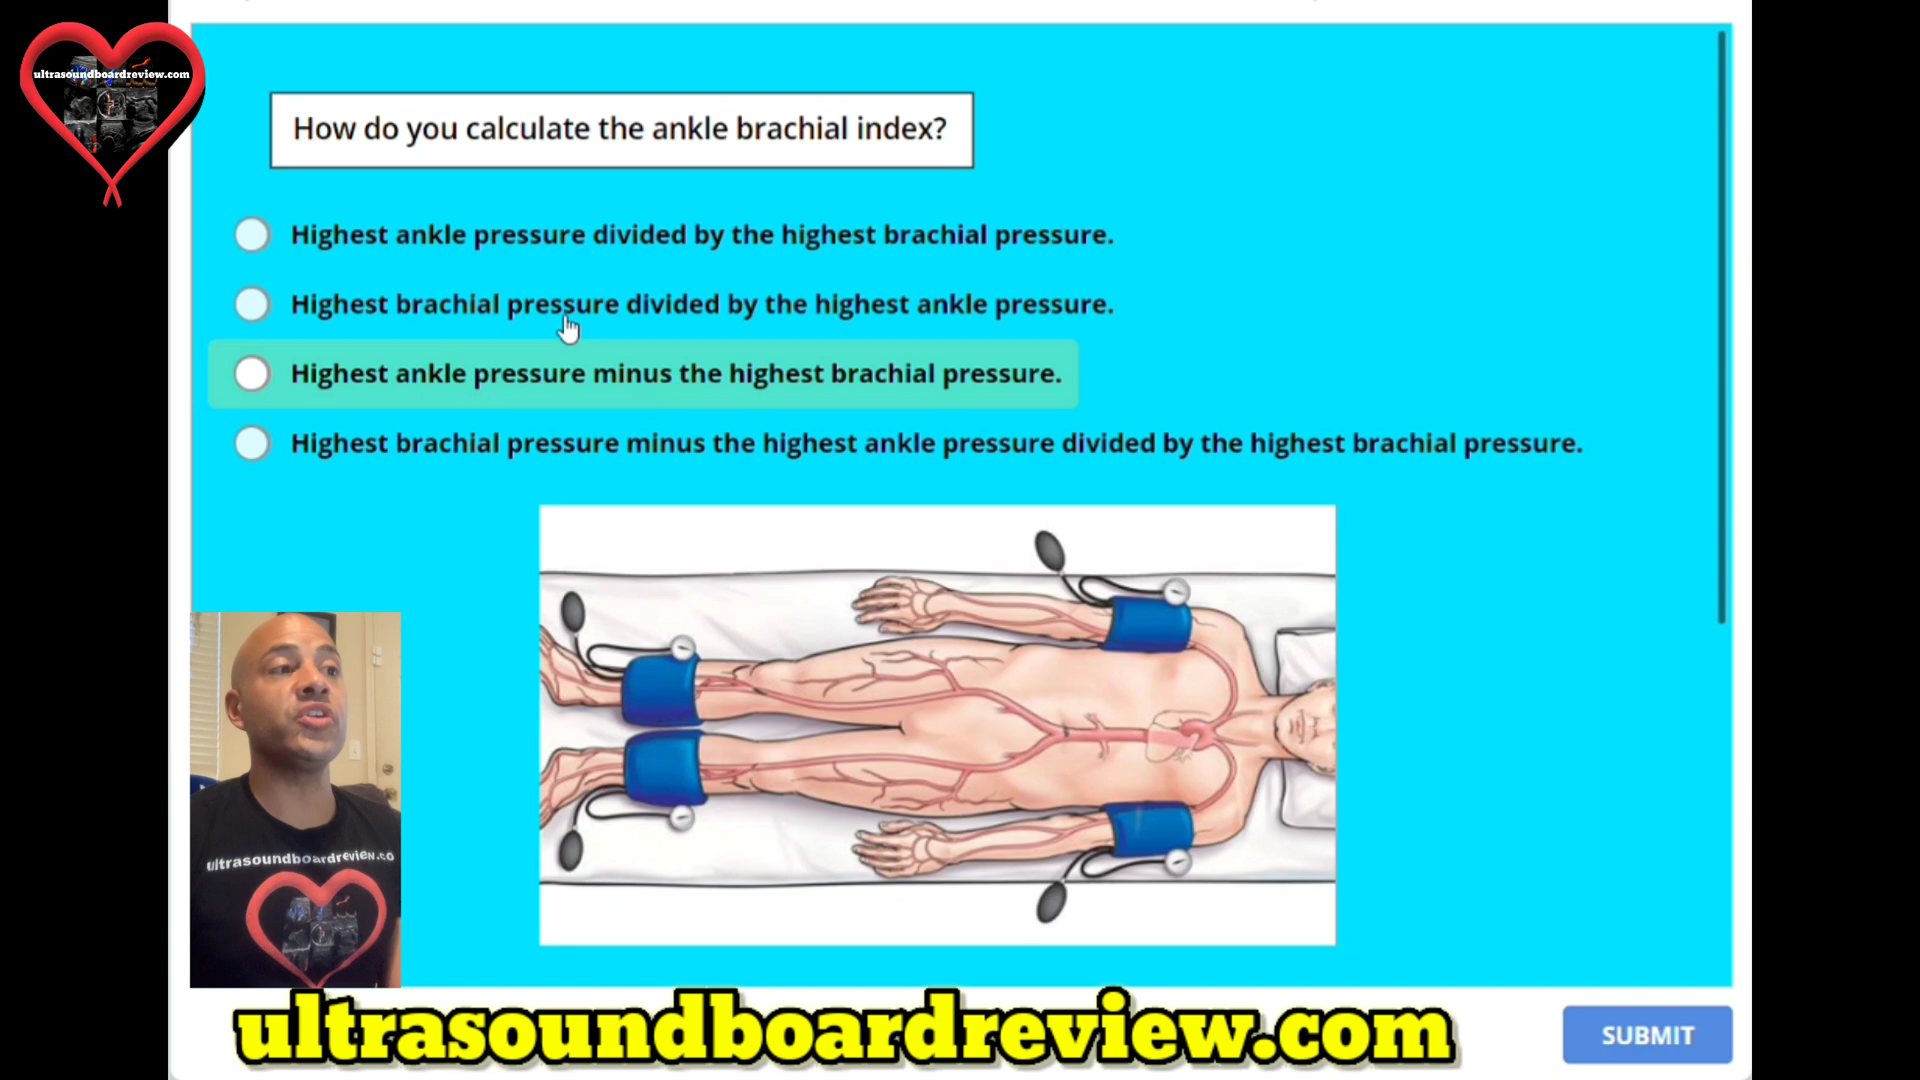 ultrasoundboardreview.com
How do you calculate the ankle brachial index?
Highest ankle pressure divided by the highest brachial pressure.
Highest brachial pressure divided by the highest ankle pressure.
Highest ankle pressure minus the highest brachial pressure.
Highest brachial pressure minus the highest ankle pressure divided by the highest brachial pressure.
ultrasoundboardreview.co
ultrasoundboardreview.com
SUBMIT